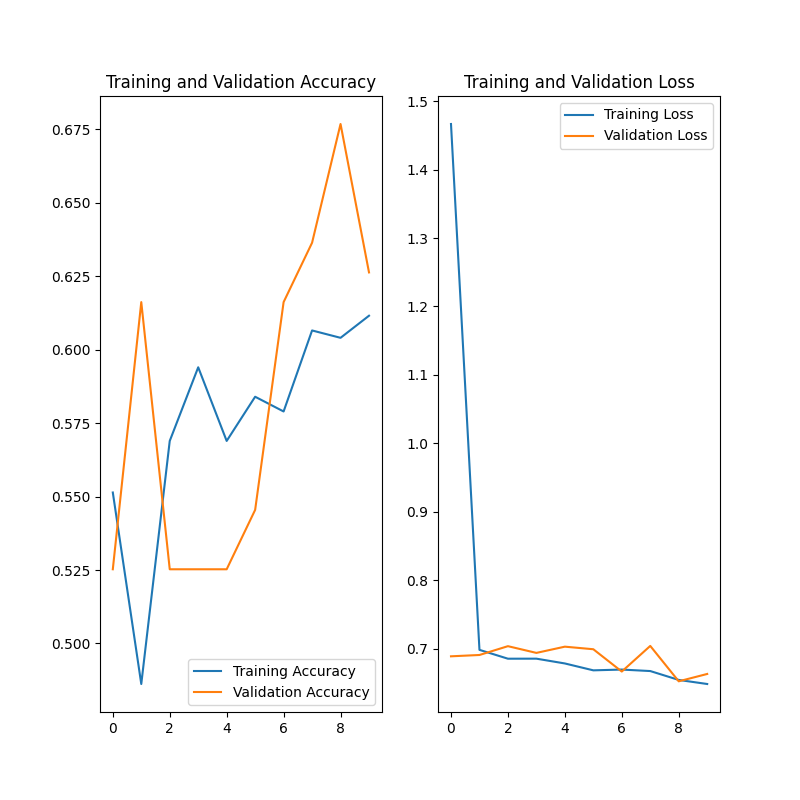 Training and Validation Accuracy
0.675
0.650
0.625
0.600
0.575
0.550
0.525
0.500
0 2 4 6 8
Training Accuracy
Validation Accuracy
Training and Validation Loss
1.5
1.4
1.3
1.2
1.1
1.0
0.9
0.8
0.7
0 2 4 6 8
Training Loss
Validation Loss